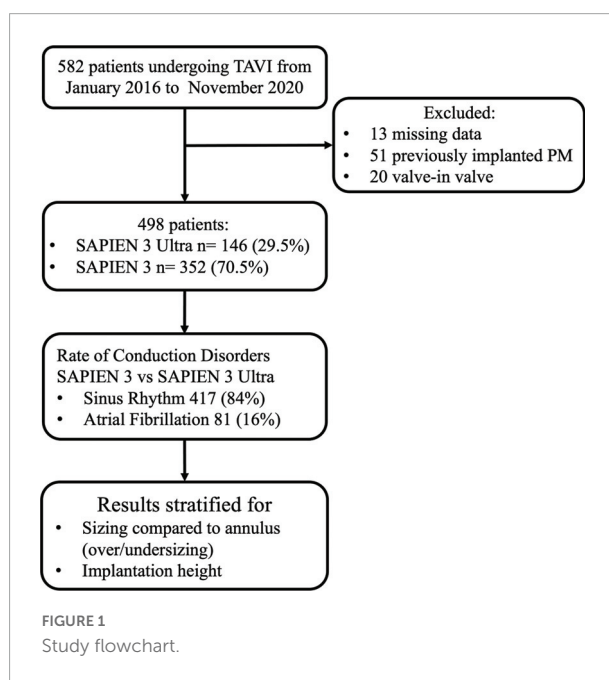 582 patients undergoing TAVI from
January 2016 to November 2020
Excluded:
• 13 missing data
• 51 previously implanted PM
• 20 valve-in valve
498 patients:
• SAPIEN 3 Ultra n= 146 (29.5%)
• SAPIEN 3 n= 352 (70.5%)
Rate of Conduction Disorders
SAPIEN 3 vs SAPIEN 3 Ultra
• Sinus Rhythm 417 (84%)
• Atrial Fibrillation 81 (16%)
Results stratified for
• Sizing compared to annulus
(over/undersizing)
• Implantation height
FIGURE 1
Study flowchart.